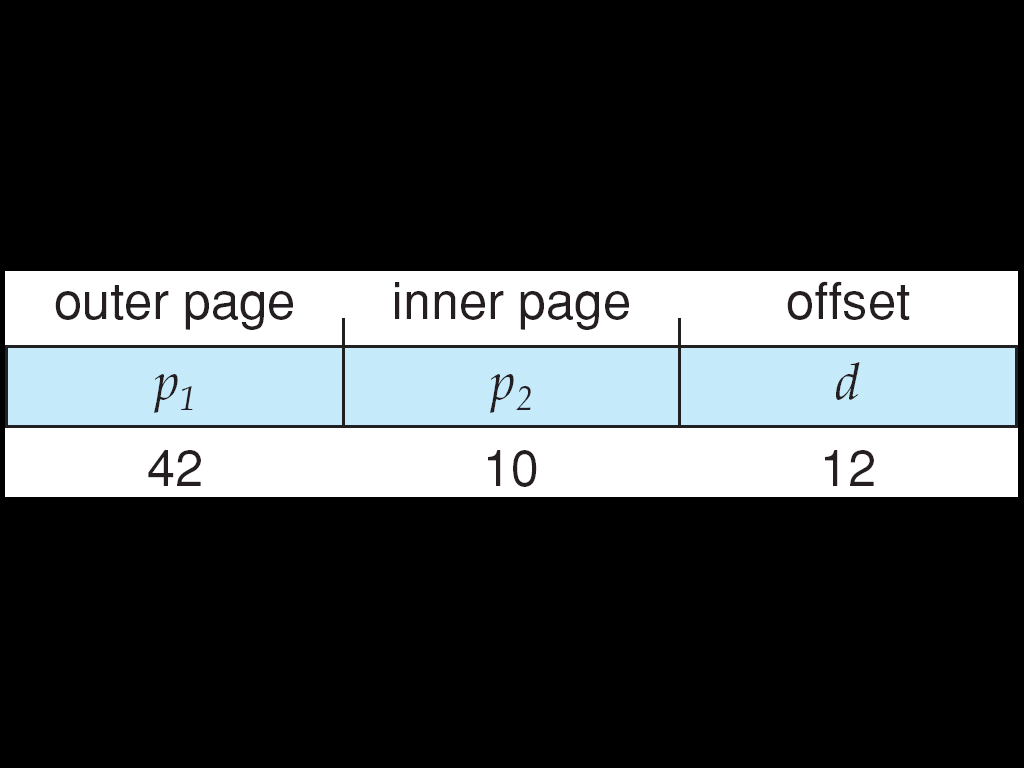 outer page inner page offset
p1 p2 d
42 10 12